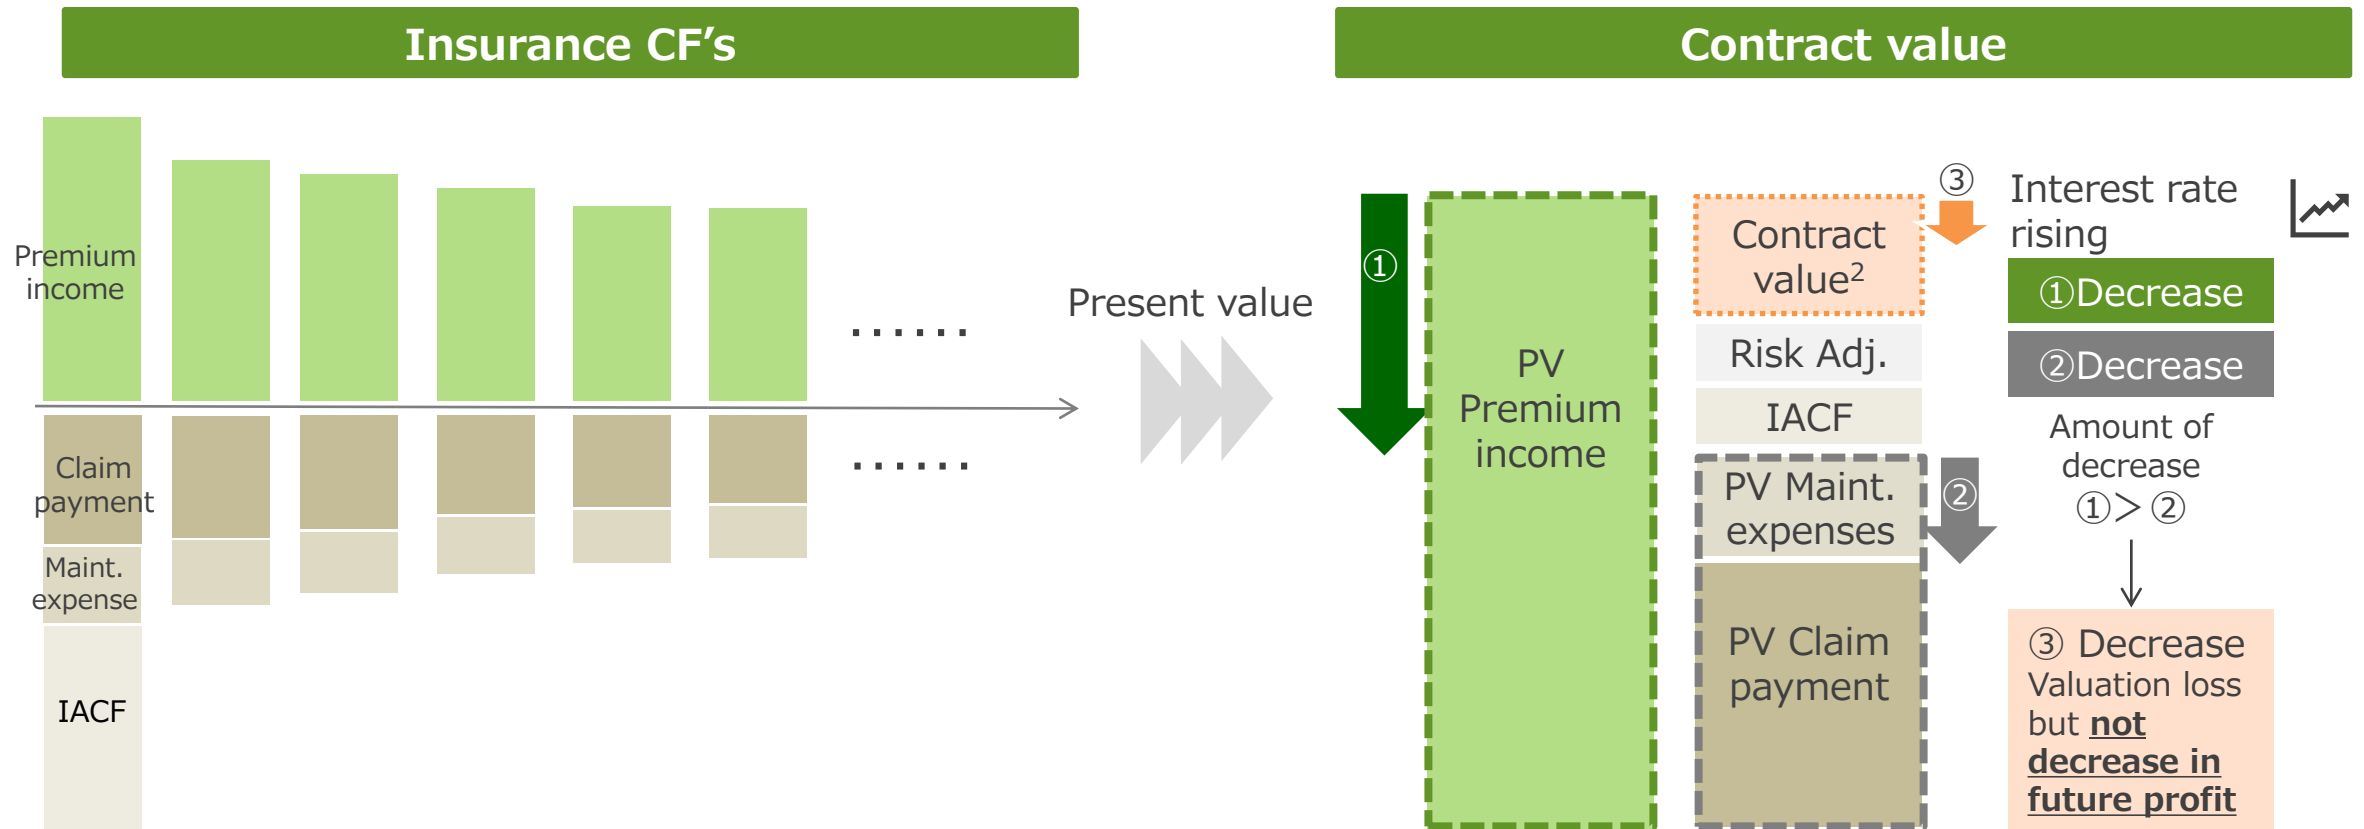 Insurance CF’s
Premium
income
Claim
payment
Maint.
expense
IACF
......
......
Present value
Contract value
①
PV
Premium
income
Contract
value2
Risk Adj.
IACF
PV Maint.
expenses
PV Claim
payment
③
②
Interest rate
rising
①Decrease
②Decrease
Amount of
decrease
①＞②
③ Decrease
Valuation loss
but not
decrease in
future profit